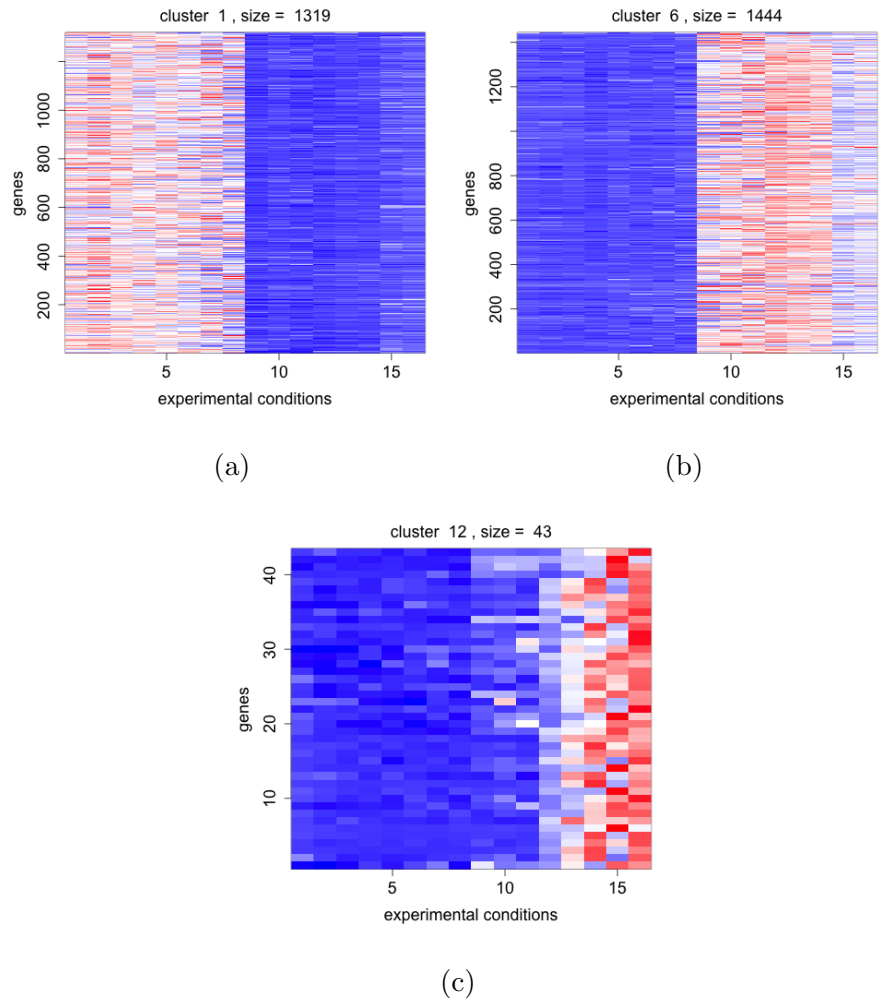 cluster 1 , size = 1319
genes
200
400
600
800
1000
5
10
15
experimental conditions
(a)
cluster 6 , size = 1444
genes
200
400
600
800
1200
5
10
15
experimental conditions
(b)
cluster 12 , size = 43
genes
10
20
30
40
5
10
15
experimental conditions
(c)